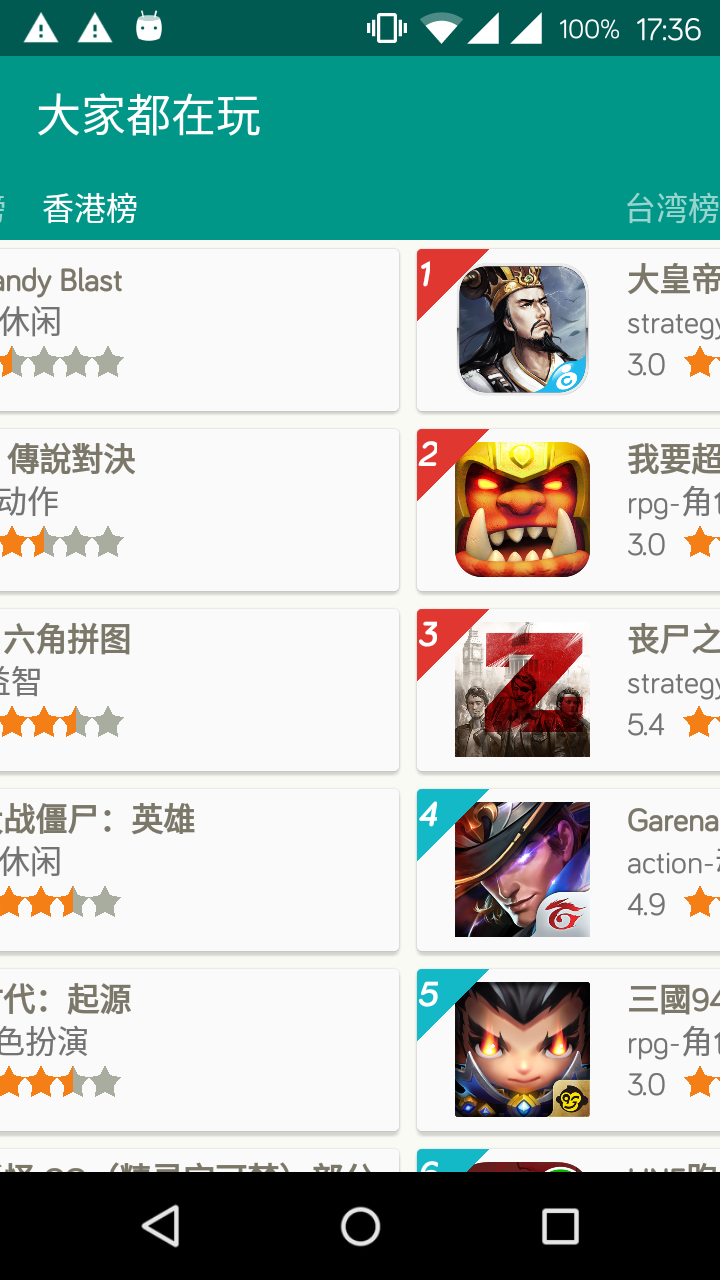 100% 17:36
大家都在玩
香港榜
台湾榜
andy Blast
休闲
傳說對決
动作
六角拼图
益智
战僵尸：英雄
休闲
代：起源
色扮演
1
大皇帝
strategy
3.0
2
我要超
rpg-角
3.0
3
丧尸之
strategy
5.4
4
Garena
action-
4.9
5
三國94
rpg-角
3.0
6